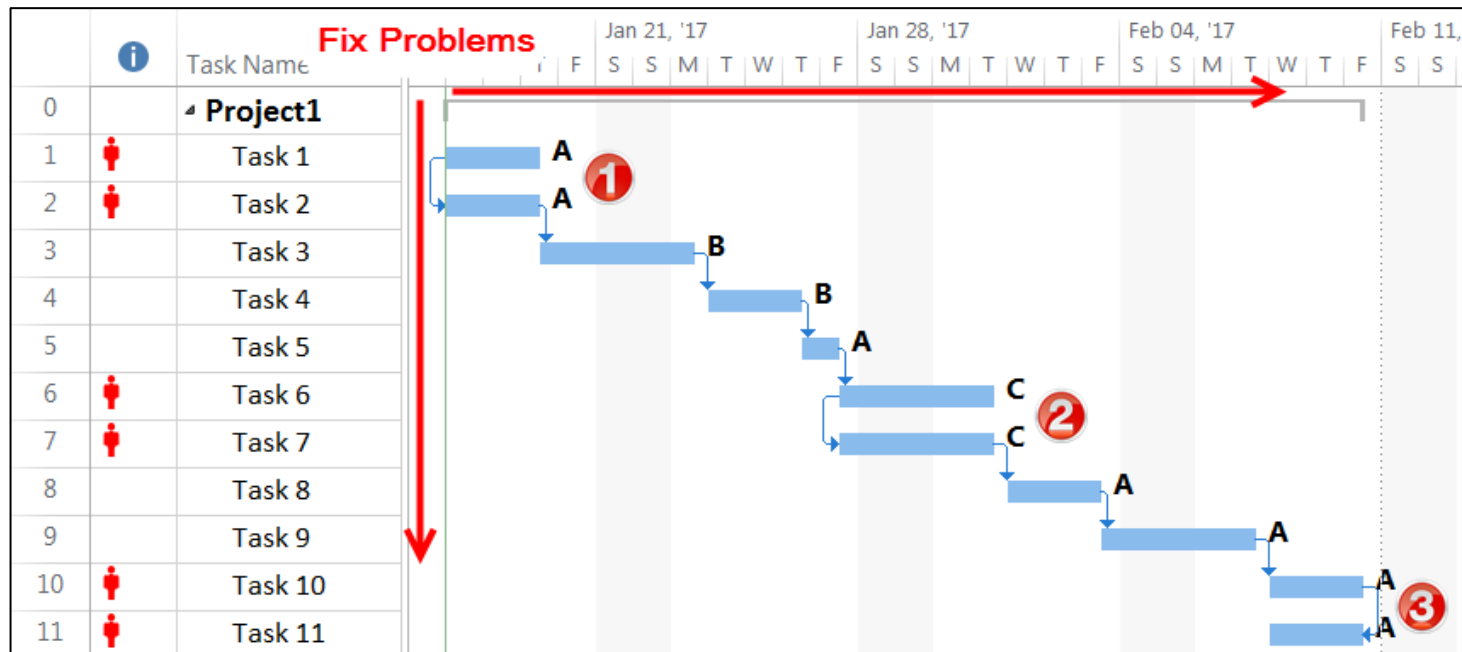 Fix Problems
Jan 21, '17 Jan 28, '17 Feb 04, '17 Feb 11,
i Task Name F S S M T W T F S S M T W T F S S M T W T F S S
0 Project1
1 Task 1 A 1
2 Task 2 A
3 Task 3 B
4 Task 4 B
5 Task 5 A
6 Task 6 C 2
7 Task 7 C
8 Task 8 A
9 Task 9 A
10 Task 10 A 3
11 Task 11 A